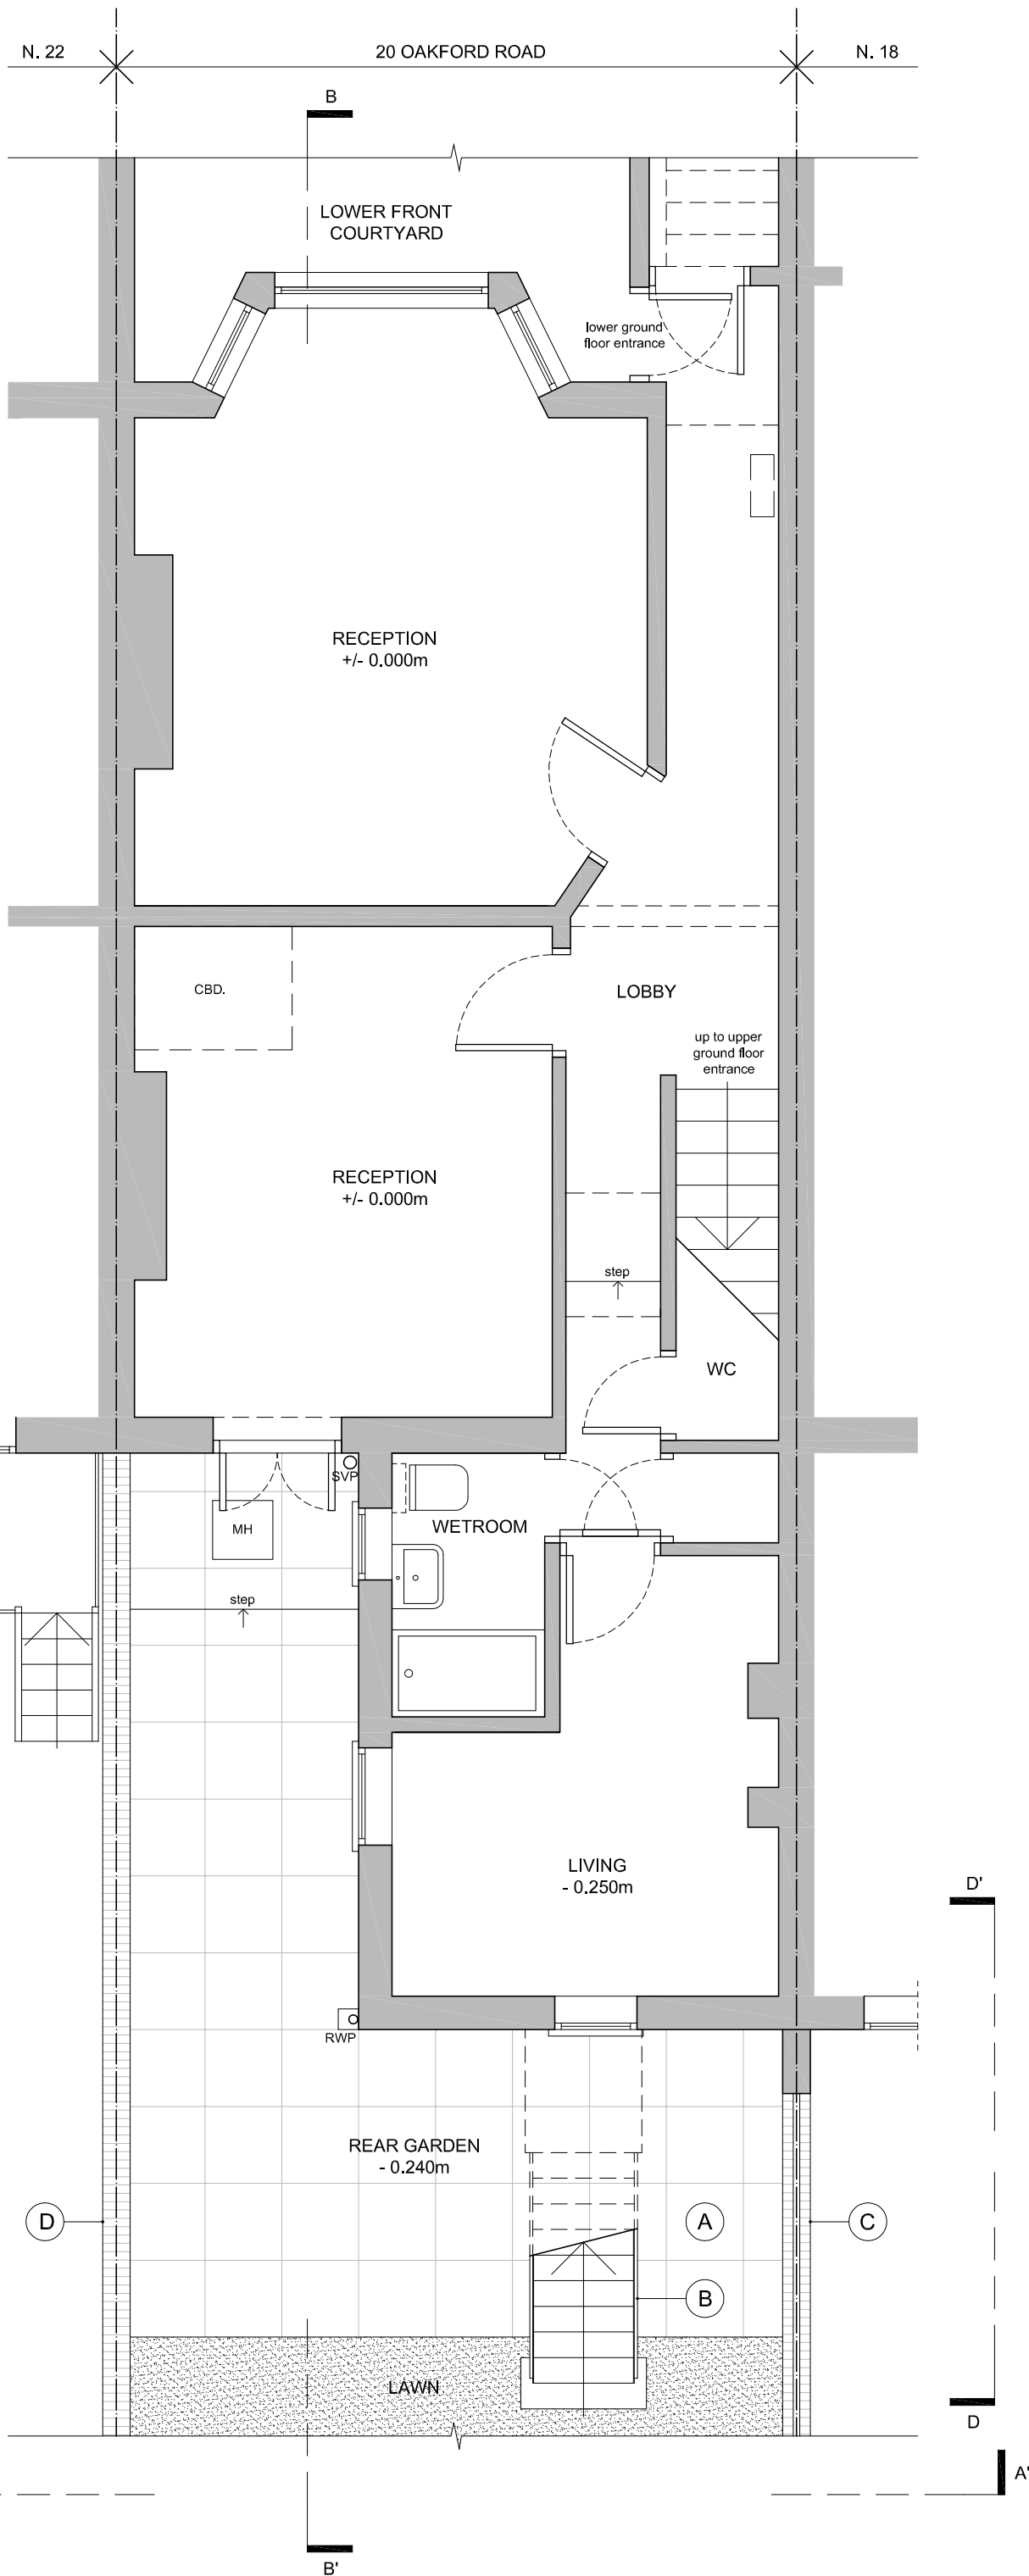 N. 22
20 OAKFORD ROAD
N. 18
B
LOWER FRONT
COURTYARD
lower ground
floor entrance
RECEPTION
+/- 0.000m
CBD.
LOBBY
up to upper
ground floor
entrance
RECEPTION
+/- 0.000m
step
WC
SVP
MH
WETROOM
step
LIVING
- 0.250m
D'
RWP
REAR GARDEN
- 0.240m
D
A
C
B
LAWN
D
A'
B'